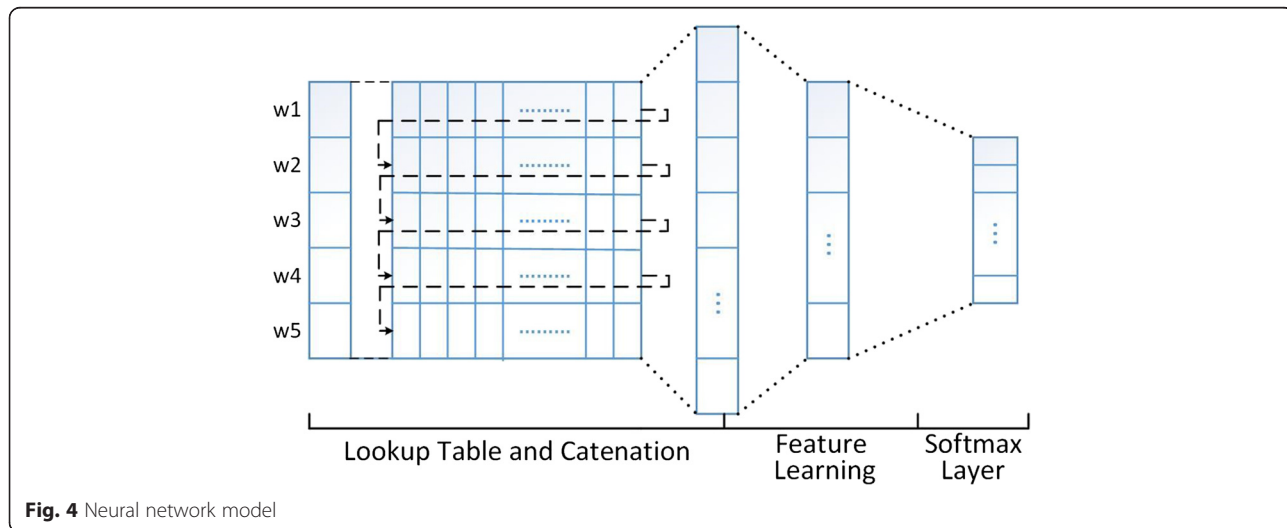 w1
w2
w3
w4
w5
Lookup Table and Catenation
Feature
Learning
Softmax
Layer
Fig. 4 Neural network model